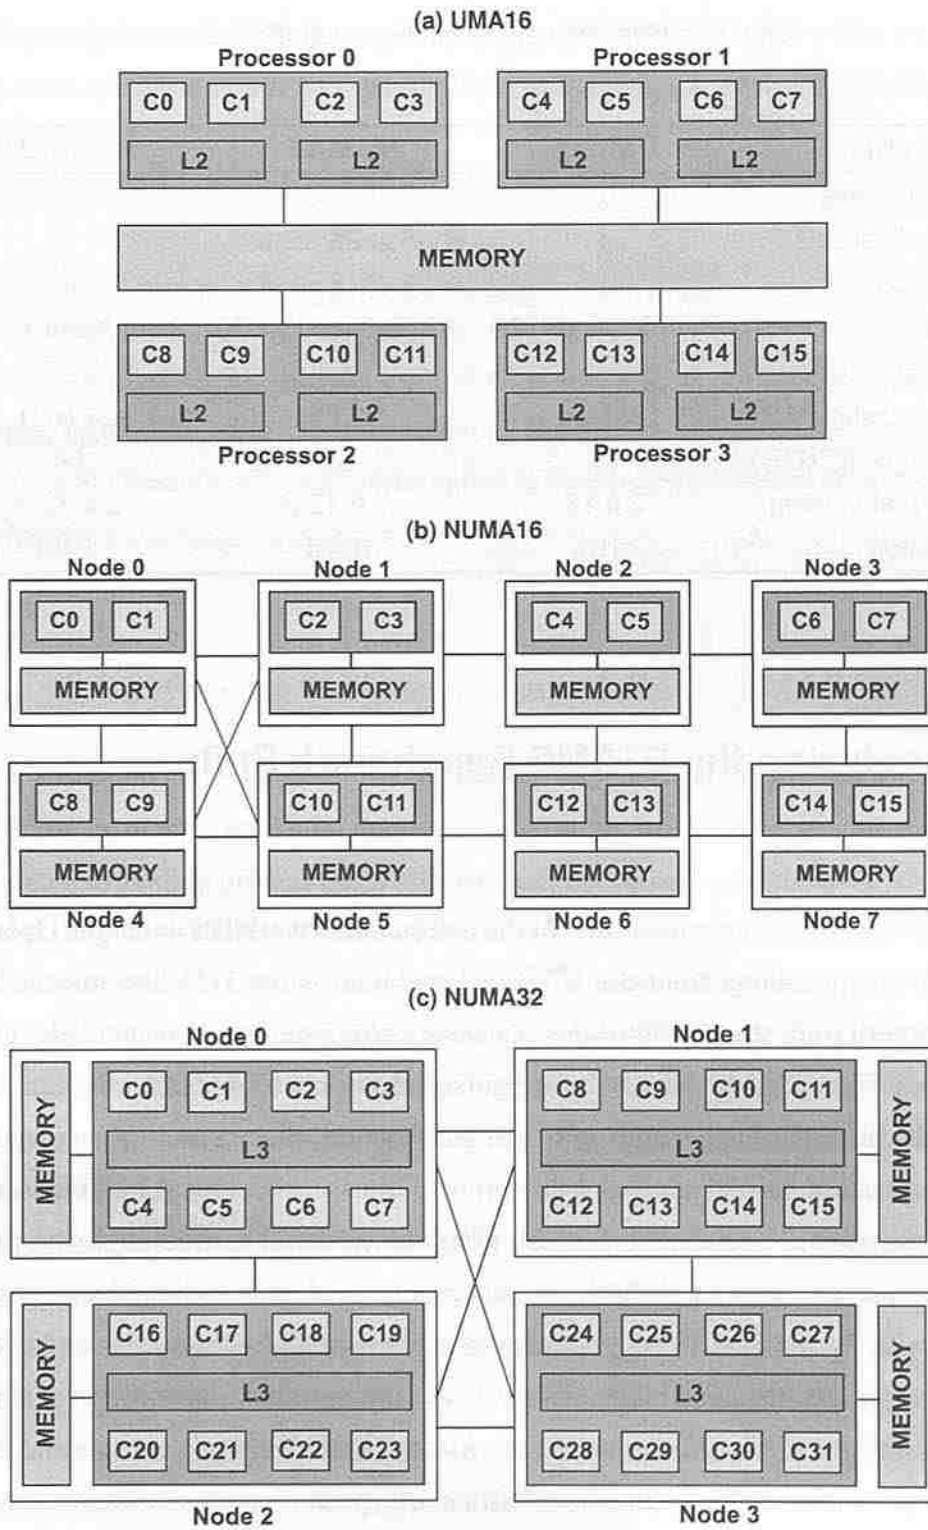 (a) UMA16
Processor 0 Processor 1
C0 C1 C2 C3 C4 C5 C6 C7
L2 L2 L2 L2
MEMORY
C8 C9 C10 C11 C12 C13 C14 C15
L2 L2 L2 L2
Processor 2 Processor 3
(b) NUMA16
Node 0 Node 1 Node 2 Node 3
C0 C1 C2 C3 C4 C5 C6 C7
MEMORY MEMORY MEMORY MEMORY
C8 C9 C10 C11 C12 C13 C14 C15
MEMORY MEMORY MEMORY MEMORY
Node 4 Node 5 Node 6 Node 7
(c) NUMA32
Node 0 Node 1
MEMORY
C0 C1 C2 C3
L3
C4 C5 C6 C7
C8 C9 C10 C11
L3
C12 C13 C14 C15
MEMORY
MEMORY
C16 C17 C18 C19
L3
C20 C21 C22 C23
C24 C25 C26 C27
L3
C28 C29 C30 C31
MEMORY
Node 2 Node 3